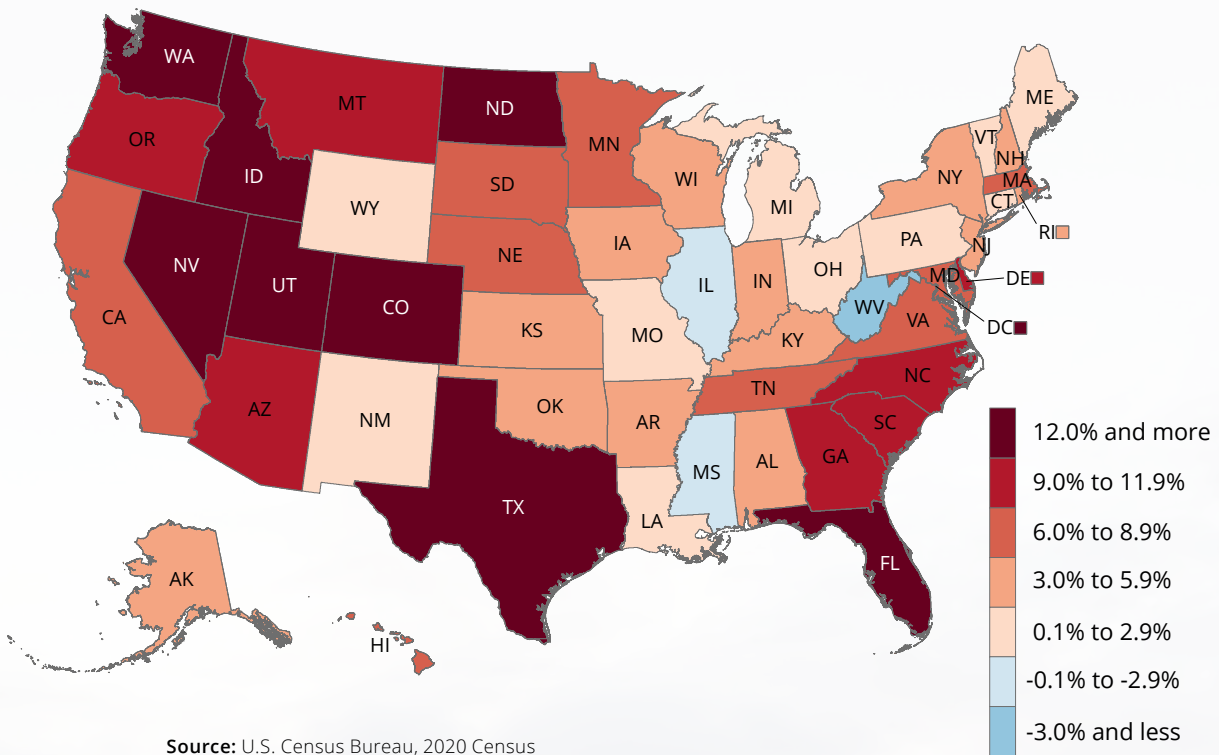 WA
ND
ME
MT
OR
VT
MN
NH
ID
SD
WI
NY
MA
WY
MI
CT
RI
IA
PA
NJ
NE
NV
OH
MD
DE
UT
IL
IN
CO
WV
DC
CA
KS
MO
KY
VA
NC
TN
AZ
OK
AR
SC
NM
12.0% and more
GA
MS
AL
9.0% to 11.9%
TX
LA
6.0% to 8.9%
FL
AK
3.0% to 5.9%
0.1% to 2.9%
HI
-0.1% to -2.9%
-3.0% and less
Source: U.S. Census Bureau, 2020 Census